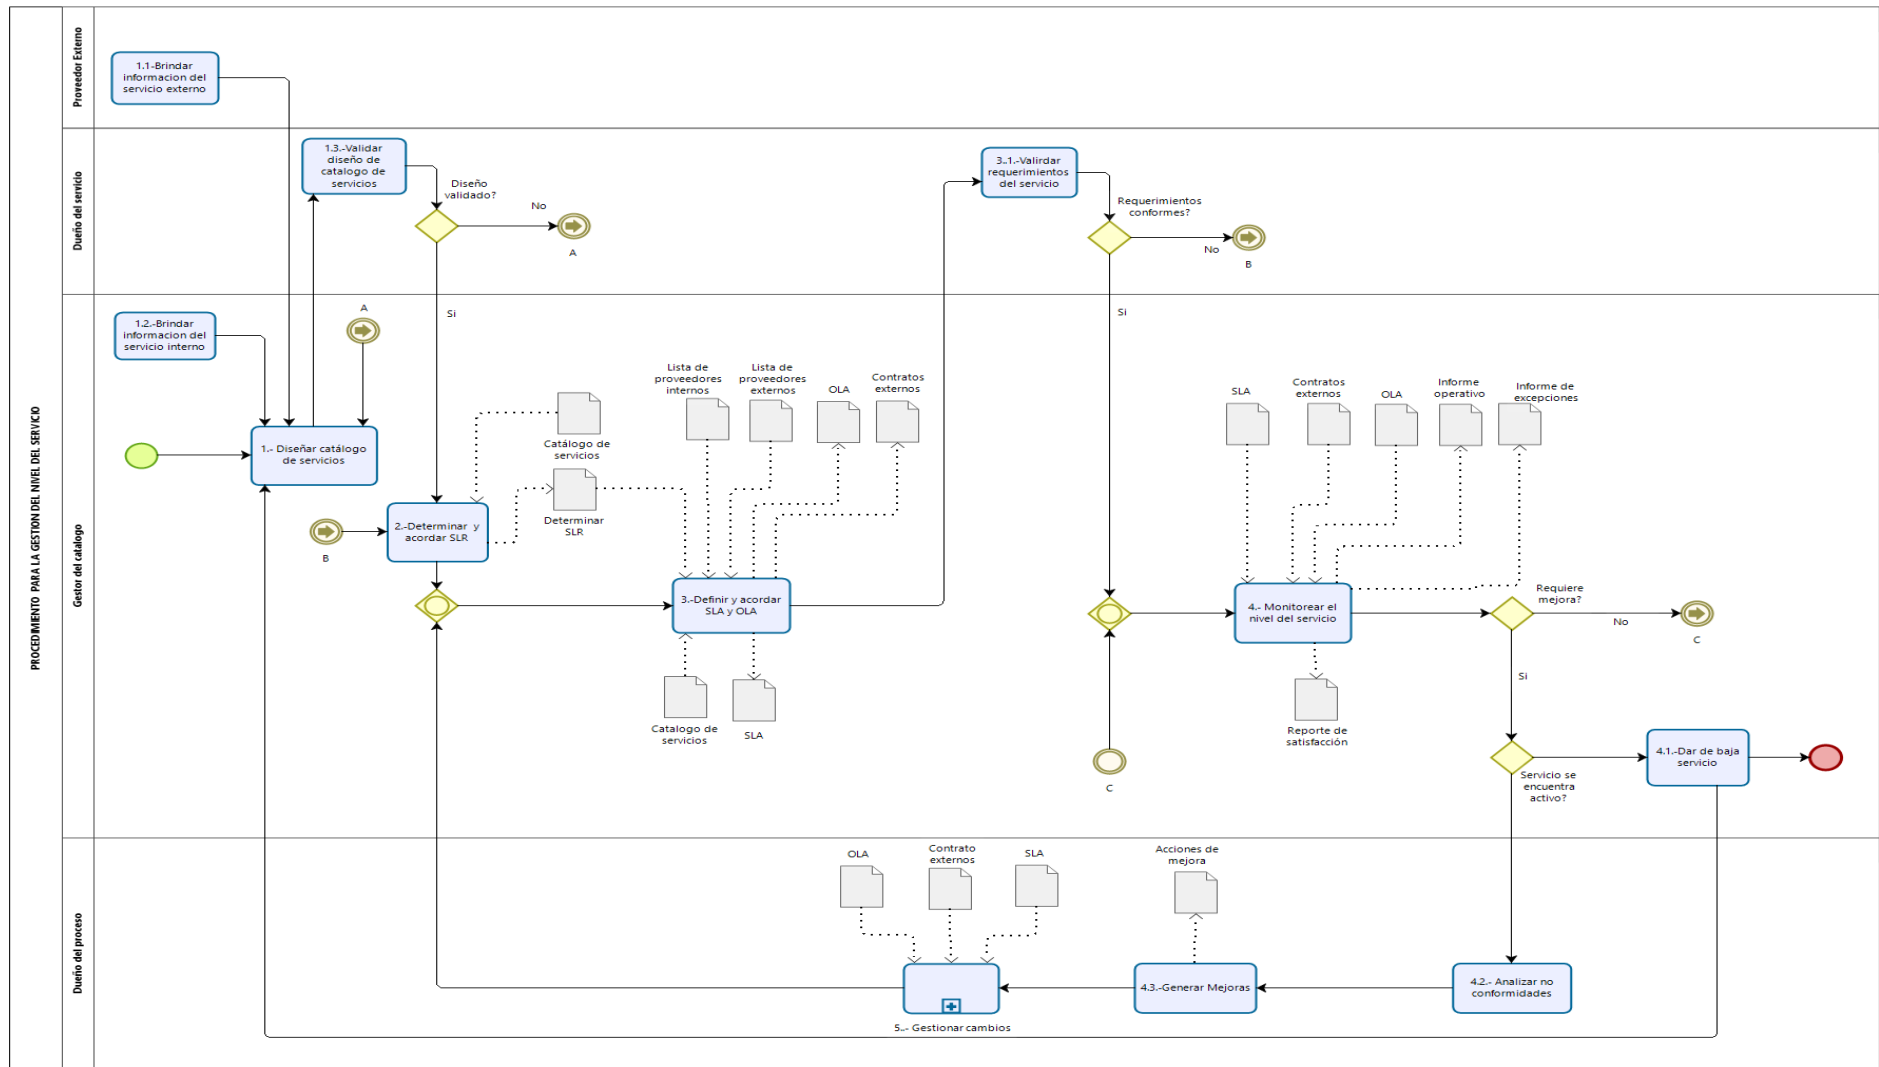 PROCEDIMIENTO PARA LA GESTION DEL NIVEL DEL SERVICIO
Proveedor Externo
1.1-Brindar
informacion del
servicio externo
Dueño del servicio
1.3.-Validar
diseño de
catalogo de
servicios
Diseño
validado?
No
A
Si
3..1.-Valirdar
requerimientos
del servicio
Requerimientos
conformes?
No
B
Si
Gestor del catalogo
1.2.-Brindar
informacion del
servicio interno
A
1.- Diseñar catálogo
de servicios
B
2.-Determinar y
acordar SLR
Catálogo de
servicios
Determinar
SLR
Lista de
proveedores
internos
Lista de
proveedores
externos
OLA
Contratos
externos
3.-Definir y acordar
SLA y OLA
Catalogo de
servicios
SLA
C
SLA
Contratos
externos
OLA
Informe
operativo
Informe de
excepciones
4.- Monitorear el
nivel del servicio
Reporte de
satisfacción
Requiere
mejora?
No
C
Si
Servicio se
encuentra
activo?
4.1.-Dar de baja
servicio
Dueño del proceso
OLA
Contrato
externos
SLA
5..- Gestionar cambios
Acciones de
mejora
4.3.-Generar Mejoras
4.2.- Analizar no
conformidades